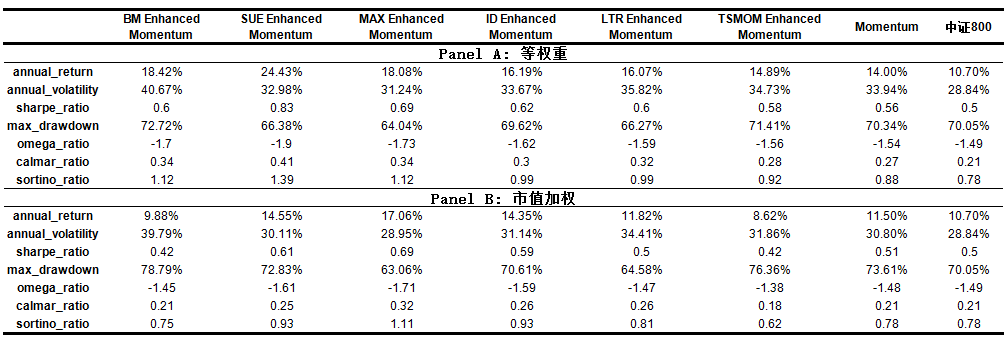 BM Enhanced Momentum SUE Enhanced Momentum MAX Enhanced Momentum ID Enhanced Momentum LTR Enhanced Momentum TSMOM Enhanced Momentum Momentum 中证800
Panel A: 等权重
annual_return 18.42% 24.43% 18.08% 16.19% 16.07% 14.89% 14.00% 10.70%
annual_volatility 40.67% 32.98% 31.24% 33.67% 35.82% 34.73% 33.94% 28.84%
sharpe_ratio 0.6 0.83 0.69 0.62 0.6 0.58 0.56 0.5
max_drawdown 72.72% 66.38% 64.04% 69.62% 66.27% 71.41% 70.34% 70.05%
omega_ratio -1.7 -1.9 -1.73 -1.62 -1.59 -1.56 -1.54 -1.49
calmar_ratio 0.34 0.41 0.34 0.3 0.32 0.28 0.27 0.21
sortino_ratio 1.12 1.39 1.12 0.99 0.99 0.92 0.88 0.78
Panel B: 市值加权
annual_return 9.88% 14.55% 17.06% 14.35% 11.82% 8.62% 11.50% 10.70%
annual_volatility 39.79% 30.11% 28.95% 31.14% 34.41% 31.86% 30.80% 28.84%
sharpe_ratio 0.42 0.61 0.69 0.59 0.5 0.42 0.51 0.5
max_drawdown 78.79% 72.83% 63.06% 70.61% 64.58% 76.36% 73.61% 70.05%
omega_ratio -1.45 -1.61 -1.71 -1.59 -1.47 -1.38 -1.48 -1.49
calmar_ratio 0.21 0.25 0.32 0.26 0.26 0.18 0.21 0.21
sortino_ratio 0.75 0.93 1.11 0.93 0.81 0.62 0.78 0.78